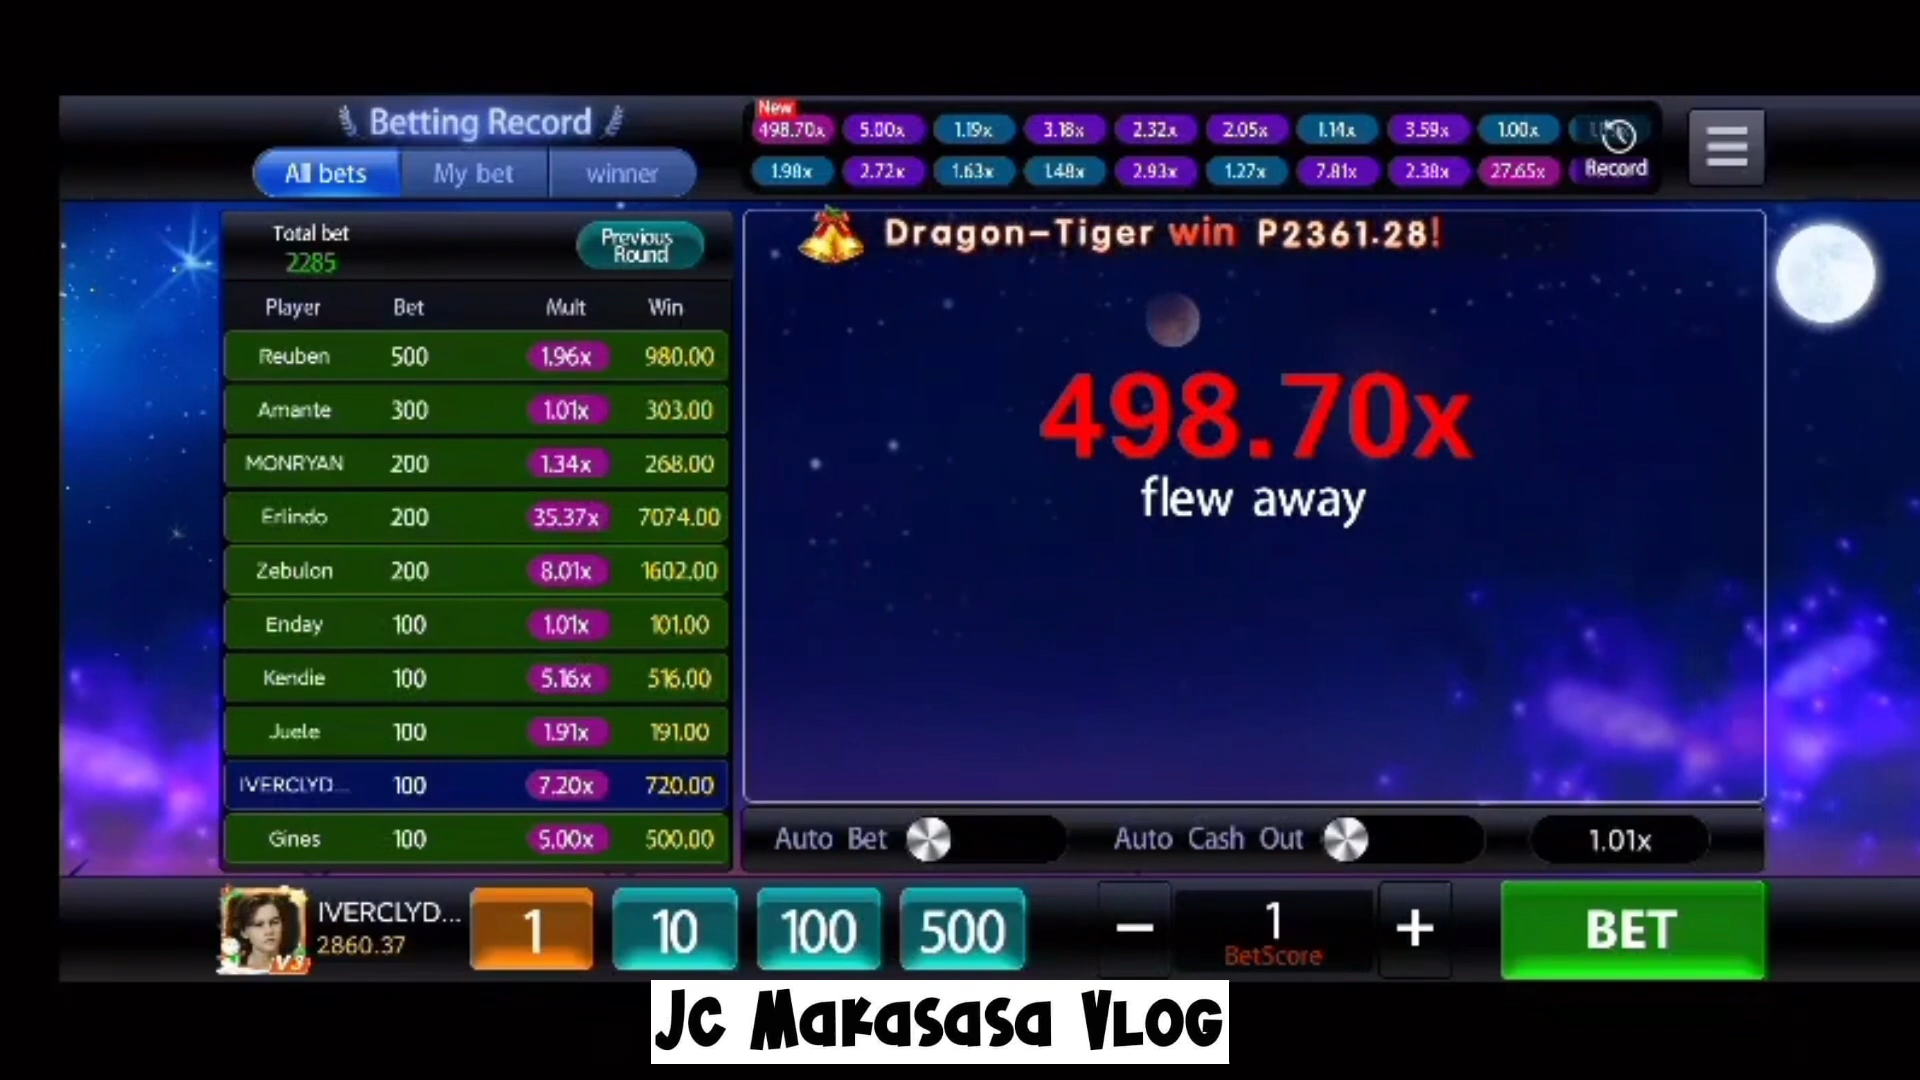 Betting Record
All bets My bet winner
New
498.70x 5.00x 1.19x 3.18x 2.32x 2.05x 1.14x 3.59x 1.00x
1.98x 2.72x 1.63x 1.48x 2.93x 1.27x 7.81x 2.38x 27.65x
Record
Total bet
2285
Previous
Round
Dragon-Tiger win P2361.28!
Player Bet Mult Win
Reuben 500 1.96x 980.00
Amante 300 1.01x 303.00
MONRYAN 200 1.34x 268.00
Erlindo 200 35.37x 7074.00
Zebulon 200 8.01x 1602.00
Enday 100 1.01x 101.00
Kendie 100 5.16x 516.00
Juele 100 1.91x 191.00
IVERCLYD... 100 7.20x 720.00
Gines 100 5.00x 500.00
498.70x
flew away
Auto Bet Auto Cash Out 1.01x
V3
IVERCLYD...
2860.37
1 10 100 500
- 1 +
BetScore
BET
Jc Makasasa Vlog